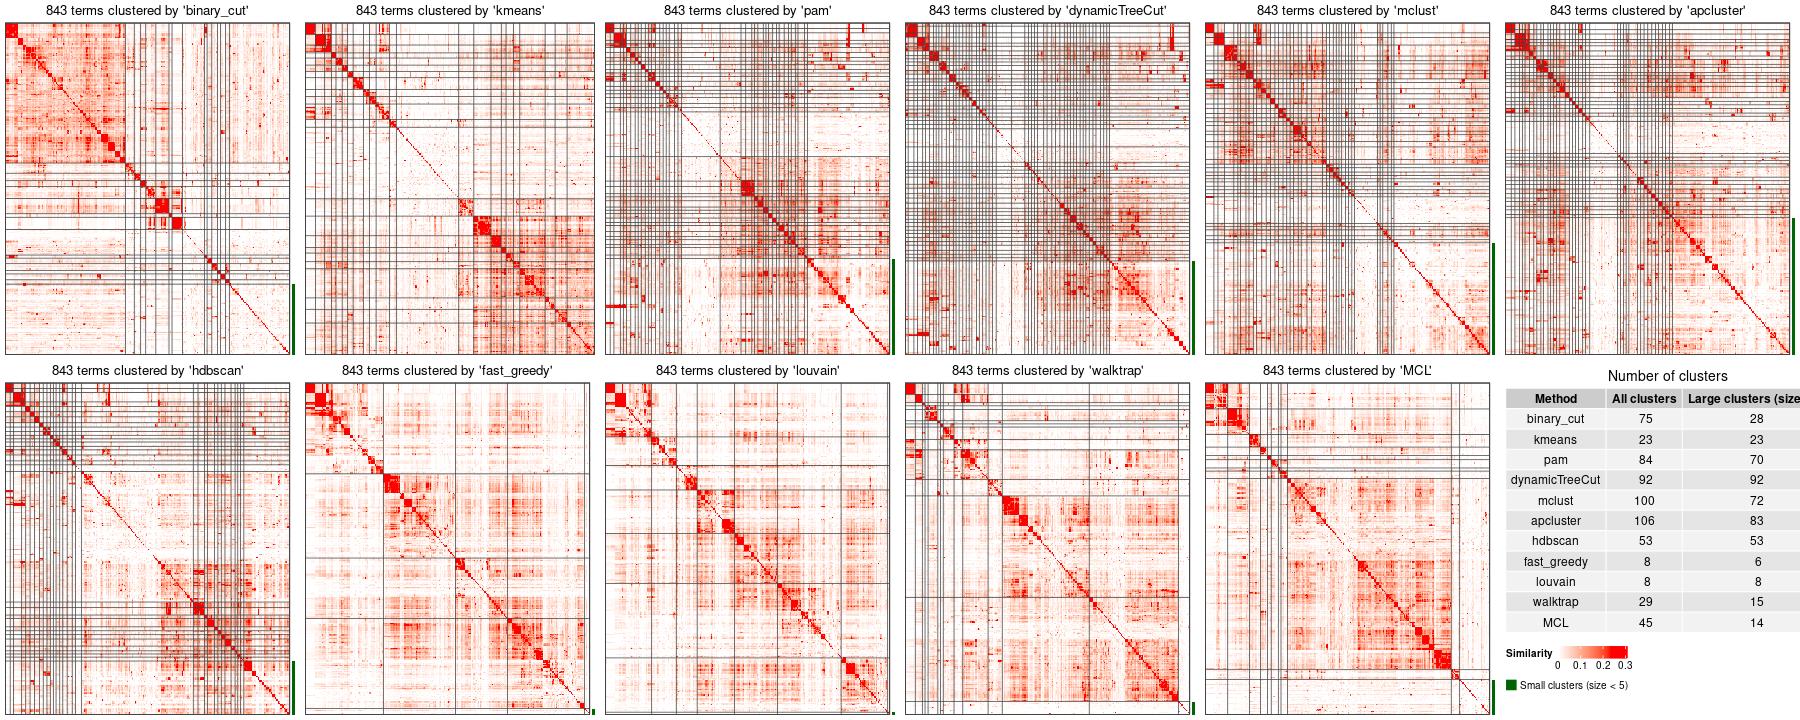 843 terms clustered by 'binary_cut'
843 terms clustered by 'kmeans'
843 terms clustered by 'pam'
843 terms clustered by 'dynamicTreeCut'
843 terms clustered by 'mclust'
843 terms clustered by 'apcluster'
843 terms clustered by 'hdbscan'
843 terms clustered by 'fast_greedy'
843 terms clustered by 'louvain'
843 terms clustered by 'walktrap'
843 terms clustered by 'MCL'
Number of clusters
Method All clusters Large clusters (size
binary_cut 75 28
kmeans 23 23
pam 84 70
dynamicTreeCut 92 92
mclust 100 72
apcluster 106 83
hdbscan 53 53
fast_greedy 8 6
louvain 8 8
walktrap 29 15
MCL 45 14
Similarity
0 0.1 0.2 0.3
Small clusters (size < 5)